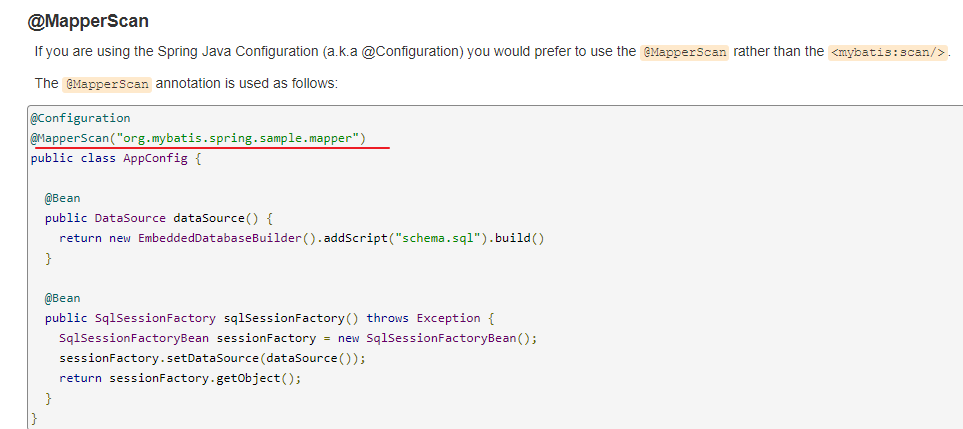 @MapperScan
If you are using the Spring Java Configuration (a.k.a @Configuration) you would prefer to use the @MapperScan rather than the <mybatis:scan/>.
The @MapperScan annotation is used as follows:
@Configuration
@MapperScan("org.mybatis.spring.sample.mapper")
public class AppConfig {
@Bean
public DataSource dataSource() {
return new EmbeddedDatabaseBuilder().addScript("schema.sql").build()
}
@Bean
public SqlSessionFactory sqlSessionFactory() throws Exception {
SqlSessionFactoryBean sessionFactory = new SqlSessionFactoryBean();
sessionFactory.setDataSource(dataSource());
return sessionFactory.getObject();
}
}